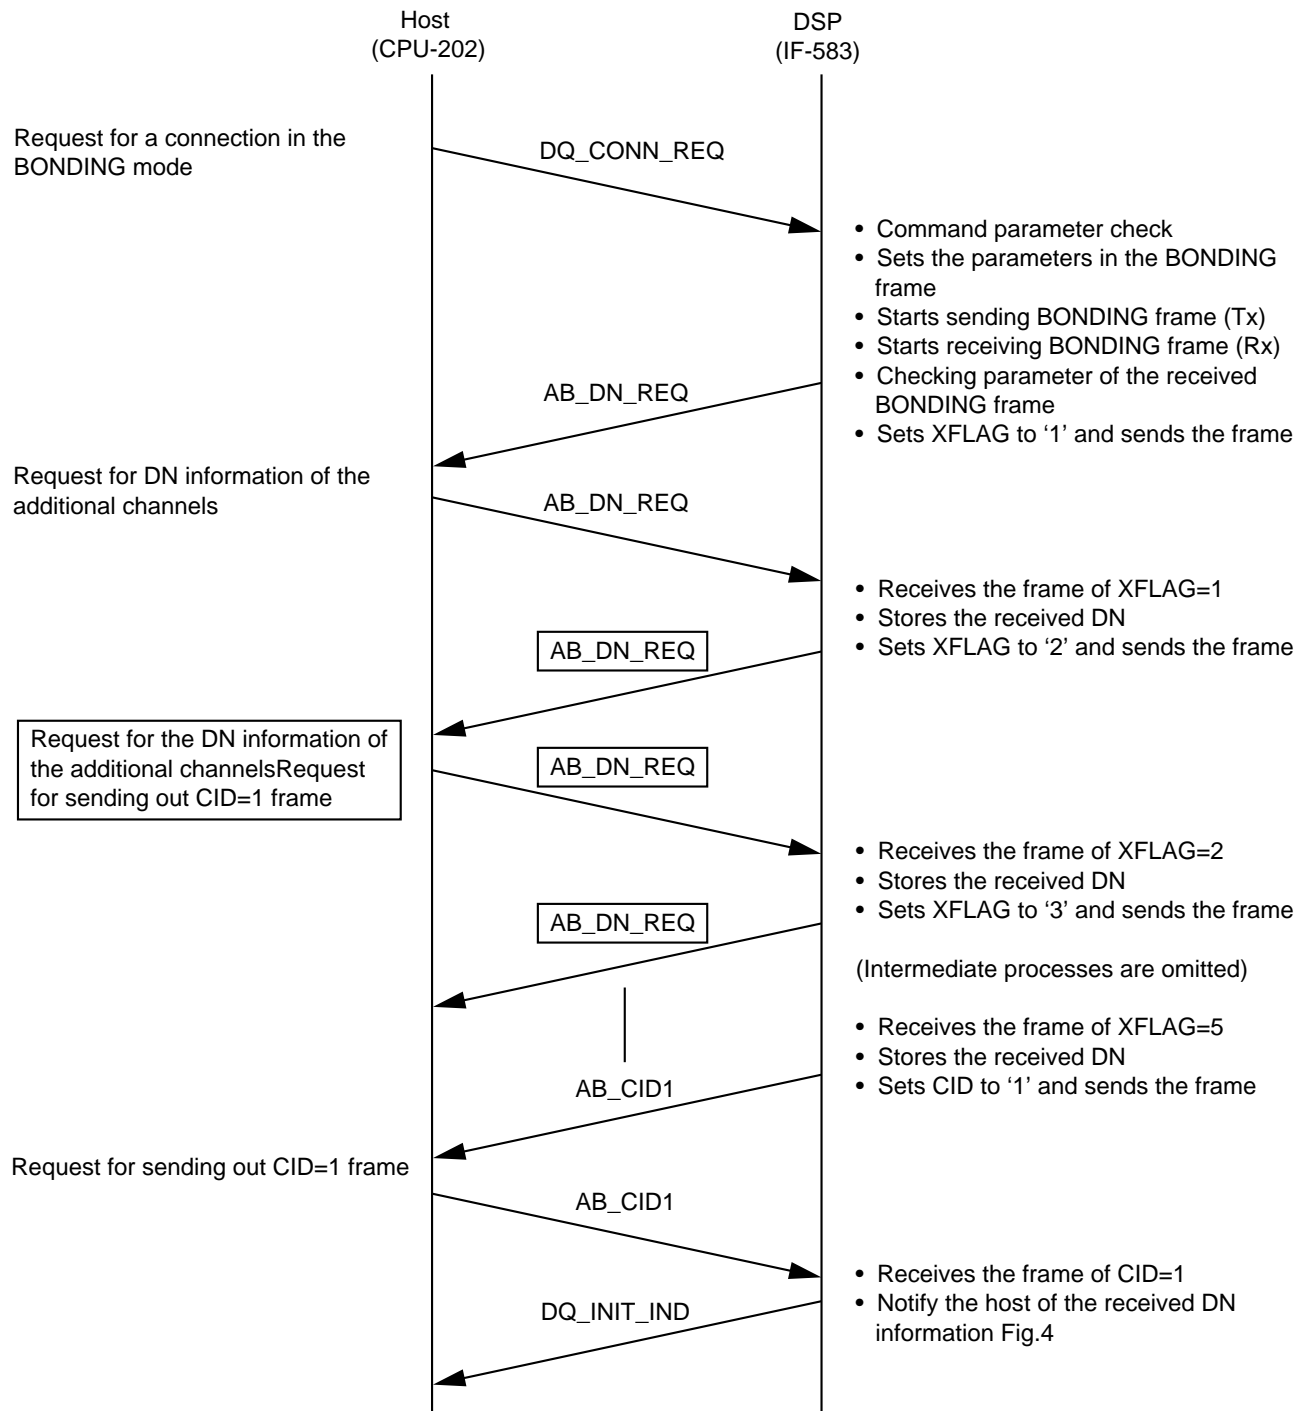 Host
(CPU-202)
DSP
(IF-583)
Request for a connection in the
BONDING mode
DQ_CONN_REQ
• Command parameter check
• Sets the parameters in the BONDING
frame
• Starts sending BONDING frame (Tx)
• Starts receiving BONDING frame (Rx)
• Checking parameter of the received
BONDING frame
• Sets XFLAG to ‘1’ and sends the frame
AB_DN_REQ
Request for DN information of the
additional channels
AB_DN_REQ
• Receives the frame of XFLAG=1
• Stores the received DN
• Sets XFLAG to ‘2’ and sends the frame
AB_DN_REQ
Request for the DN information of
the additional channelsRequest
for sending out CID=1 frame
AB_DN_REQ
• Receives the frame of XFLAG=2
• Stores the received DN
• Sets XFLAG to ‘3’ and sends the frame
AB_DN_REQ
(Intermediate processes are omitted)
• Receives the frame of XFLAG=5
• Stores the received DN
• Sets CID to ‘1’ and sends the frame
AB_CID1
Request for sending out CID=1 frame
AB_CID1
• Receives the frame of CID=1
• Notify the host of the received DN
information Fig.4
DQ_INIT_IND